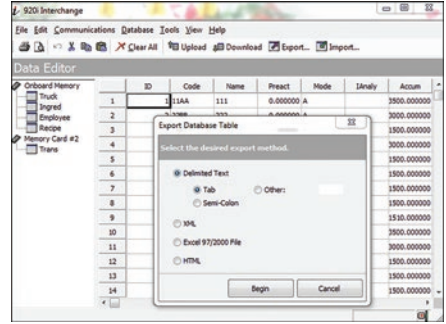 920i Interchange
File Edit Communications Database Tools View Help
Clear All Upload Download Export... Import...
Data Editor
Onboard Memory
Truck
Ingred
Employee
Recipe
Memory Card #2
Trans
ID Code Name Preact Mode IAnaly Accum
1 1 11AA 111 0.000000 A 3500.000000
2 3000.000000
3 1500.000000
4 3000.000000
5 1500.000000
6 1500.000000
7 1500.000000
8 1500.000000
9 1510.000000
10 3500.000000
11 3000.000000
12 1500.000000
13 1500.000000
14 1500.000000
Export Database Table
Select the desired export method.
Delimited Text
Tab Other:
Semi-Colon
XML
Excel 97/2000 File
HTML
Begin Cancel